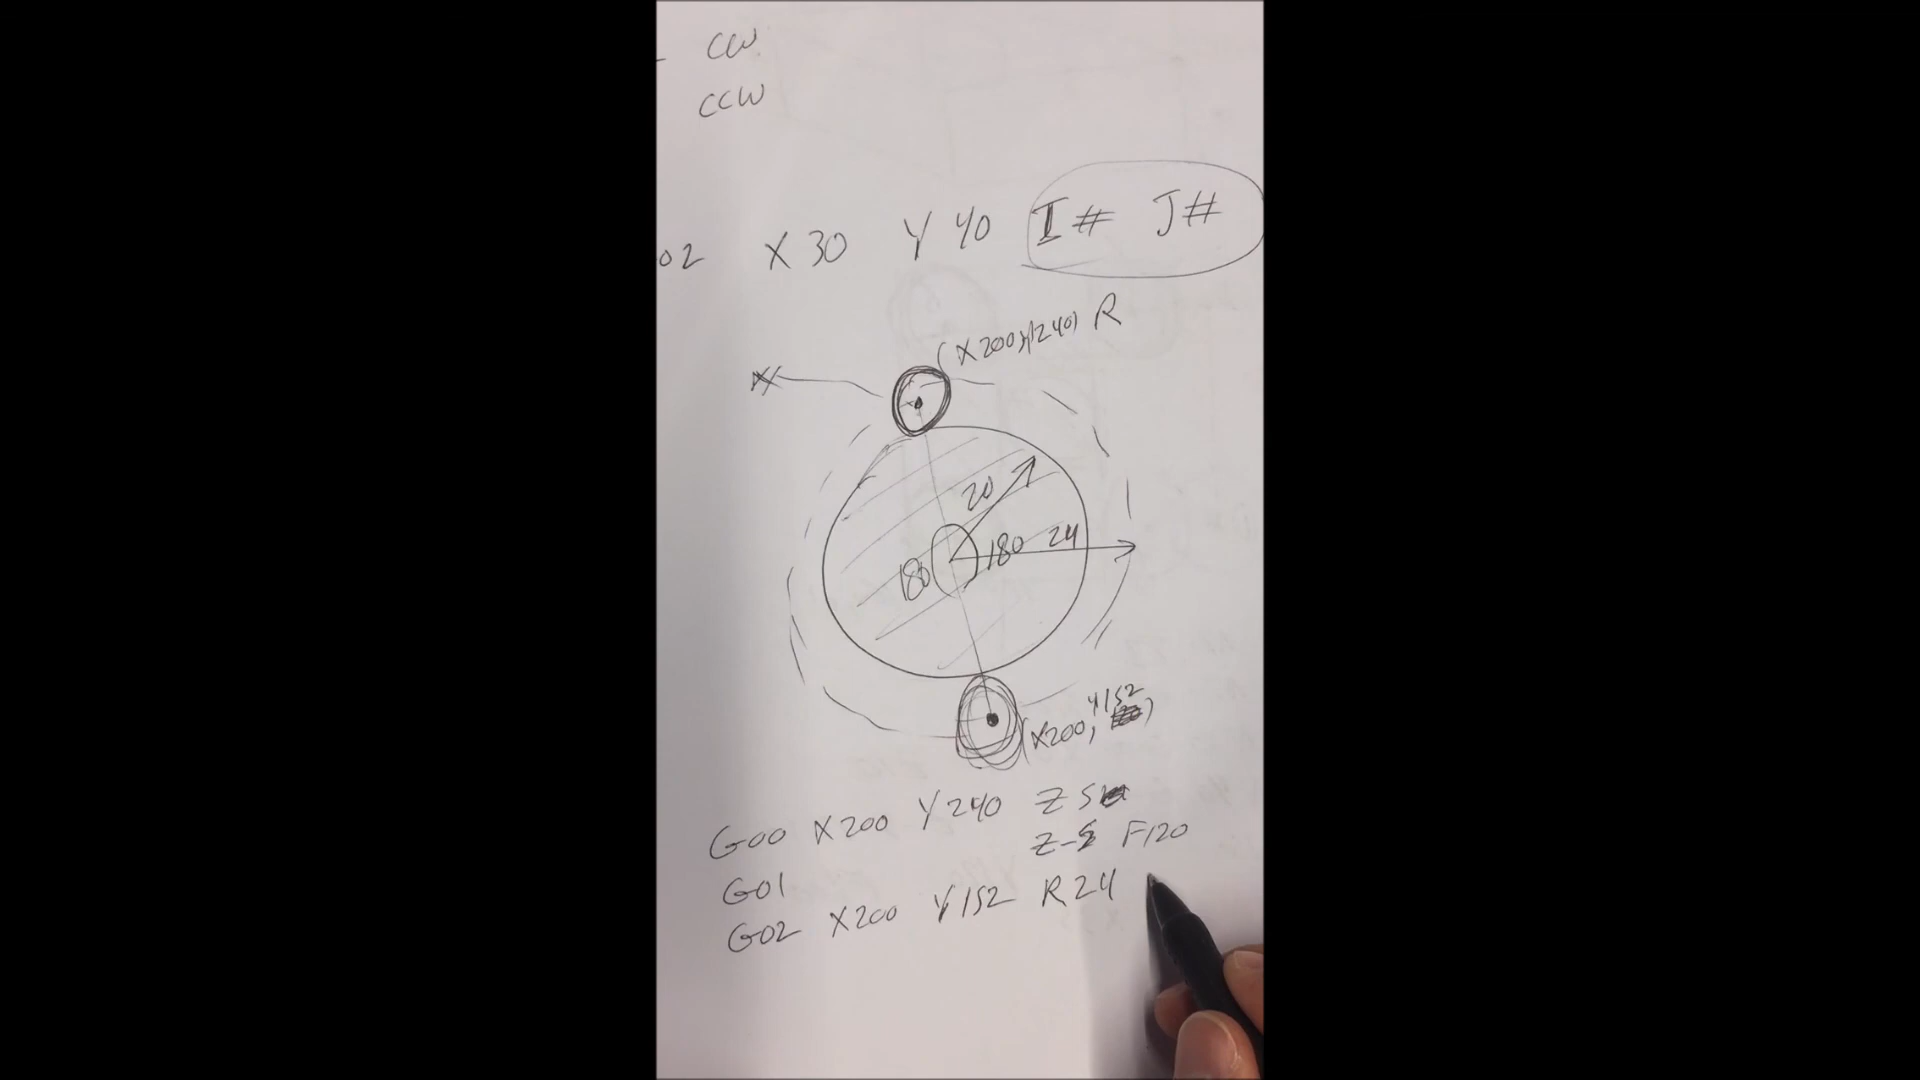 CW
CCW
02 X30 Y40 I# J#
(X200, Y240) R
20
180 180 24
Y152
(X200, )
G00 X200 Y240 Z5
Z-5 F120
G01
G02 X200 Y152 R24